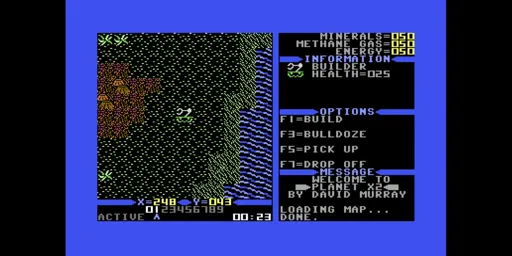 MINERALS=050
METHANE GAS=050
ENERGY=050
INFORMATION
BUILDER
HEALTH=025
OPTIONS
F1=BUILD
F3=BULLDOZE
F5=PICK UP
F7=DROP OFF
MESSAGE
WELCOME TO
PLANET X2
BY DAVID MURRAY
LOADING MAP...
DONE.
X=248 Y=043
0123456789
ACTIVE 00:23